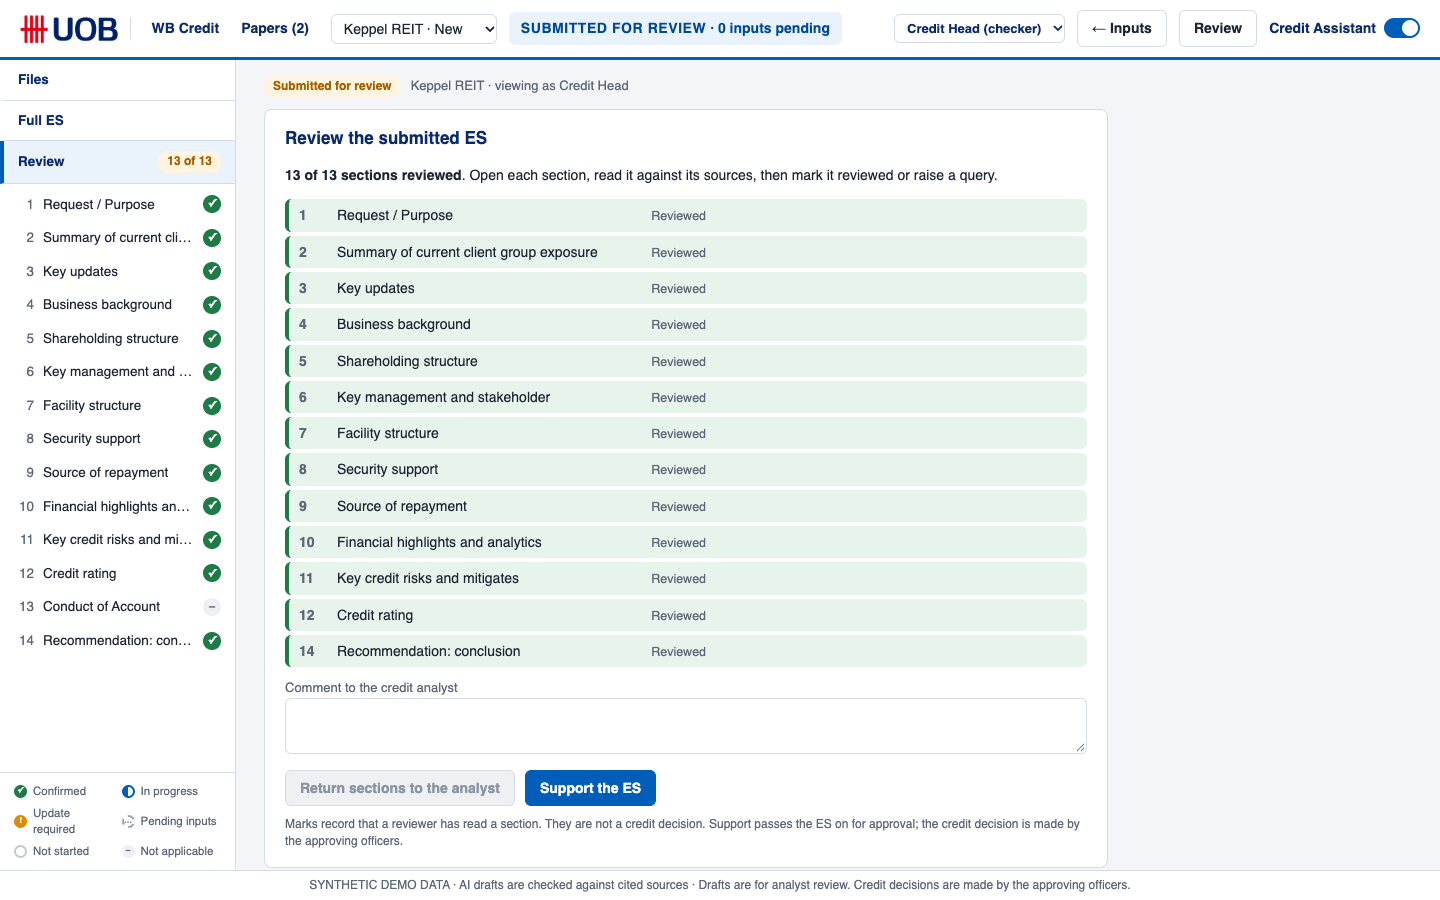 UOB
WB Credit
Papers (2)
Keppel REIT · New
SUBMITTED FOR REVIEW · 0 inputs pending
Credit Head (checker)
← Inputs
Review
Credit Assistant
Files
Full ES
Review
13 of 13
1 Request / Purpose
2 Summary of current cli...
3 Key updates
4 Business background
5 Shareholding structure
6 Key management and ...
7 Facility structure
8 Security support
9 Source of repayment
10 Financial highlights an...
11 Key credit risks and mi...
12 Credit rating
13 Conduct of Account
14 Recommendation: con...
Confirmed
In progress
Update required
Pending inputs
Not started
Not applicable
Submitted for review
Keppel REIT · viewing as Credit Head
Review the submitted ES
13 of 13 sections reviewed. Open each section, read it against its sources, then mark it reviewed or raise a query.
1 Request / Purpose Reviewed
2 Summary of current client group exposure Reviewed
3 Key updates Reviewed
4 Business background Reviewed
5 Shareholding structure Reviewed
6 Key management and stakeholder Reviewed
7 Facility structure Reviewed
8 Security support Reviewed
9 Source of repayment Reviewed
10 Financial highlights and analytics Reviewed
11 Key credit risks and mitigates Reviewed
12 Credit rating Reviewed
14 Recommendation: conclusion Reviewed
Comment to the credit analyst
Return sections to the analyst
Support the ES
Marks record that a reviewer has read a section. They are not a credit decision. Support passes the ES on for approval; the credit decision is made by
the approving officers.
SYNTHETIC DEMO DATA · AI drafts are checked against cited sources · Drafts are for analyst review. Credit decisions are made by the approving officers.